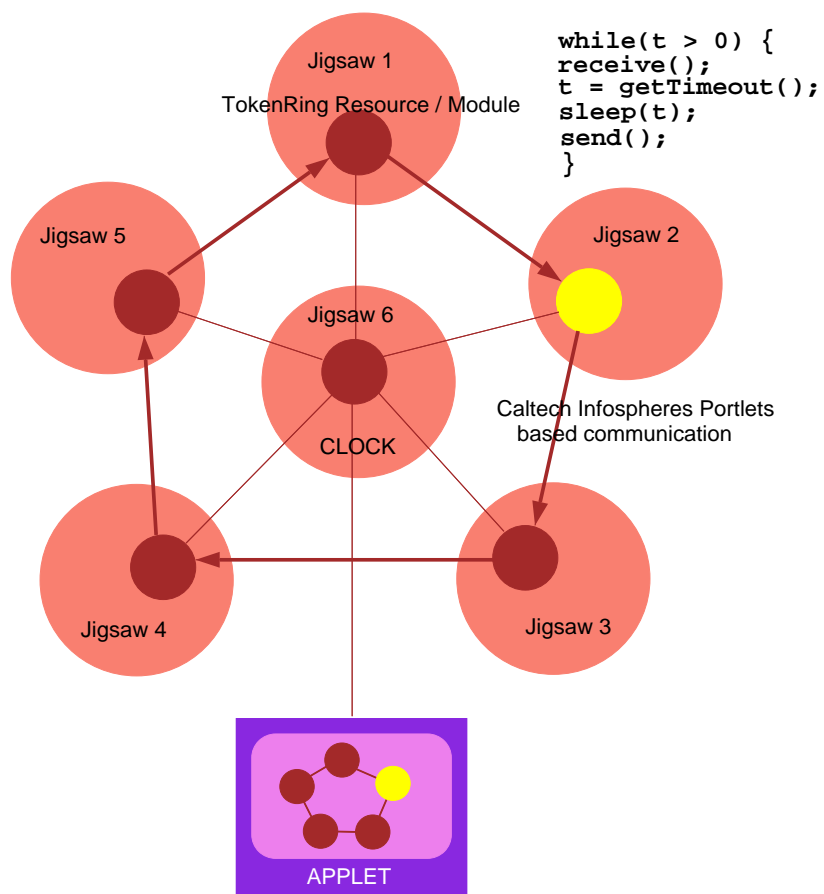 Jigsaw 1
TokenRing Resource / Module
while(t > 0) {
receive();
t = getTimeout();
sleep(t);
send();
}
Jigsaw 5
Jigsaw 2
Jigsaw 6
CLOCK
Caltech Infospheres Portlets
based communication
Jigsaw 4
Jigsaw 3
APPLET